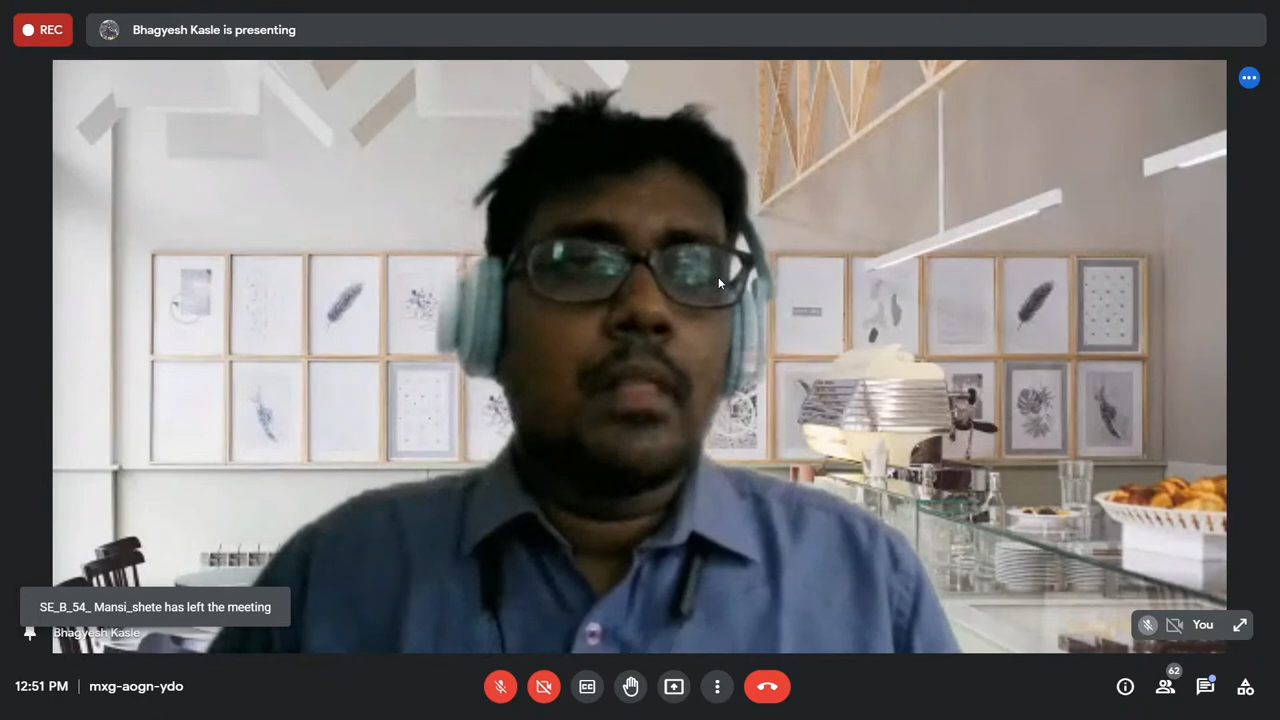 REC
Bhagyesh Kasle is presenting
SE_B_54_ Mansi_shete has left the meeting
Bhagyesh Kasle
You
12:51 PM | mxg-aogn-ydo
62